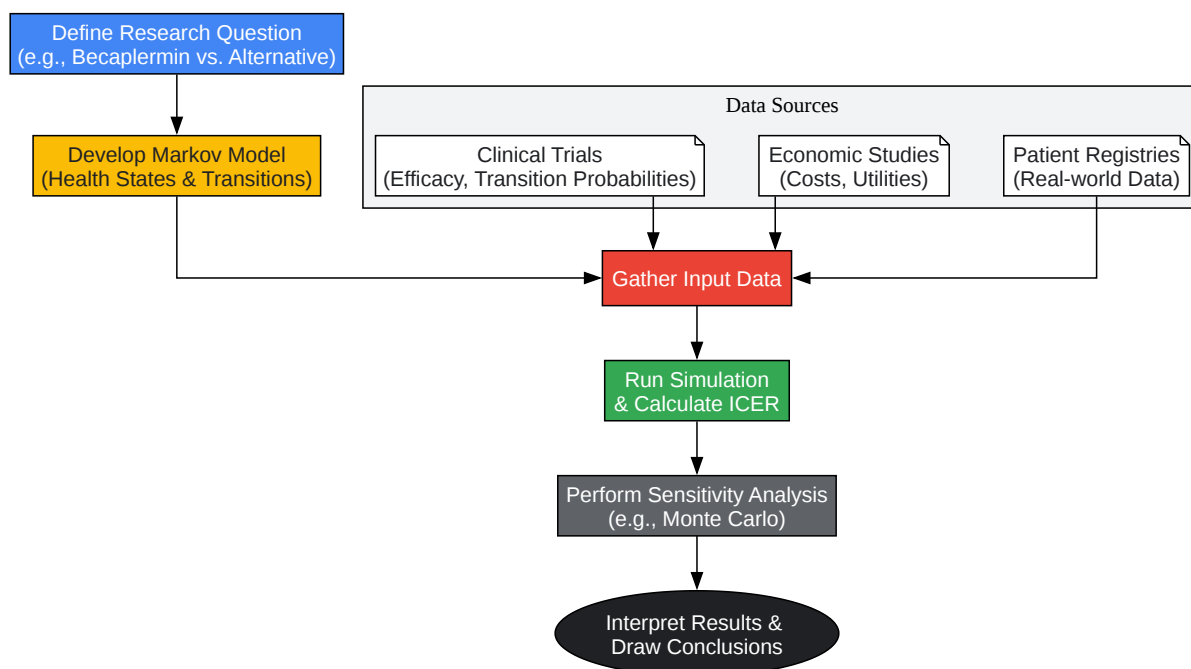 Define Research Question
(e.g., Becaplermin vs. Alternative)
Data Sources
Develop Markov Model
(Health States & Transitions)
Clinical Trials
(Efficacy, Transition Probabilities)
Economic Studies
(Costs, Utilities)
Patient Registries
(Real-world Data)
Gather Input Data
Run Simulation
& Calculate ICER
Perform Sensitivity Analysis
(e.g., Monte Carlo)
Interpret Results &
Draw Conclusions